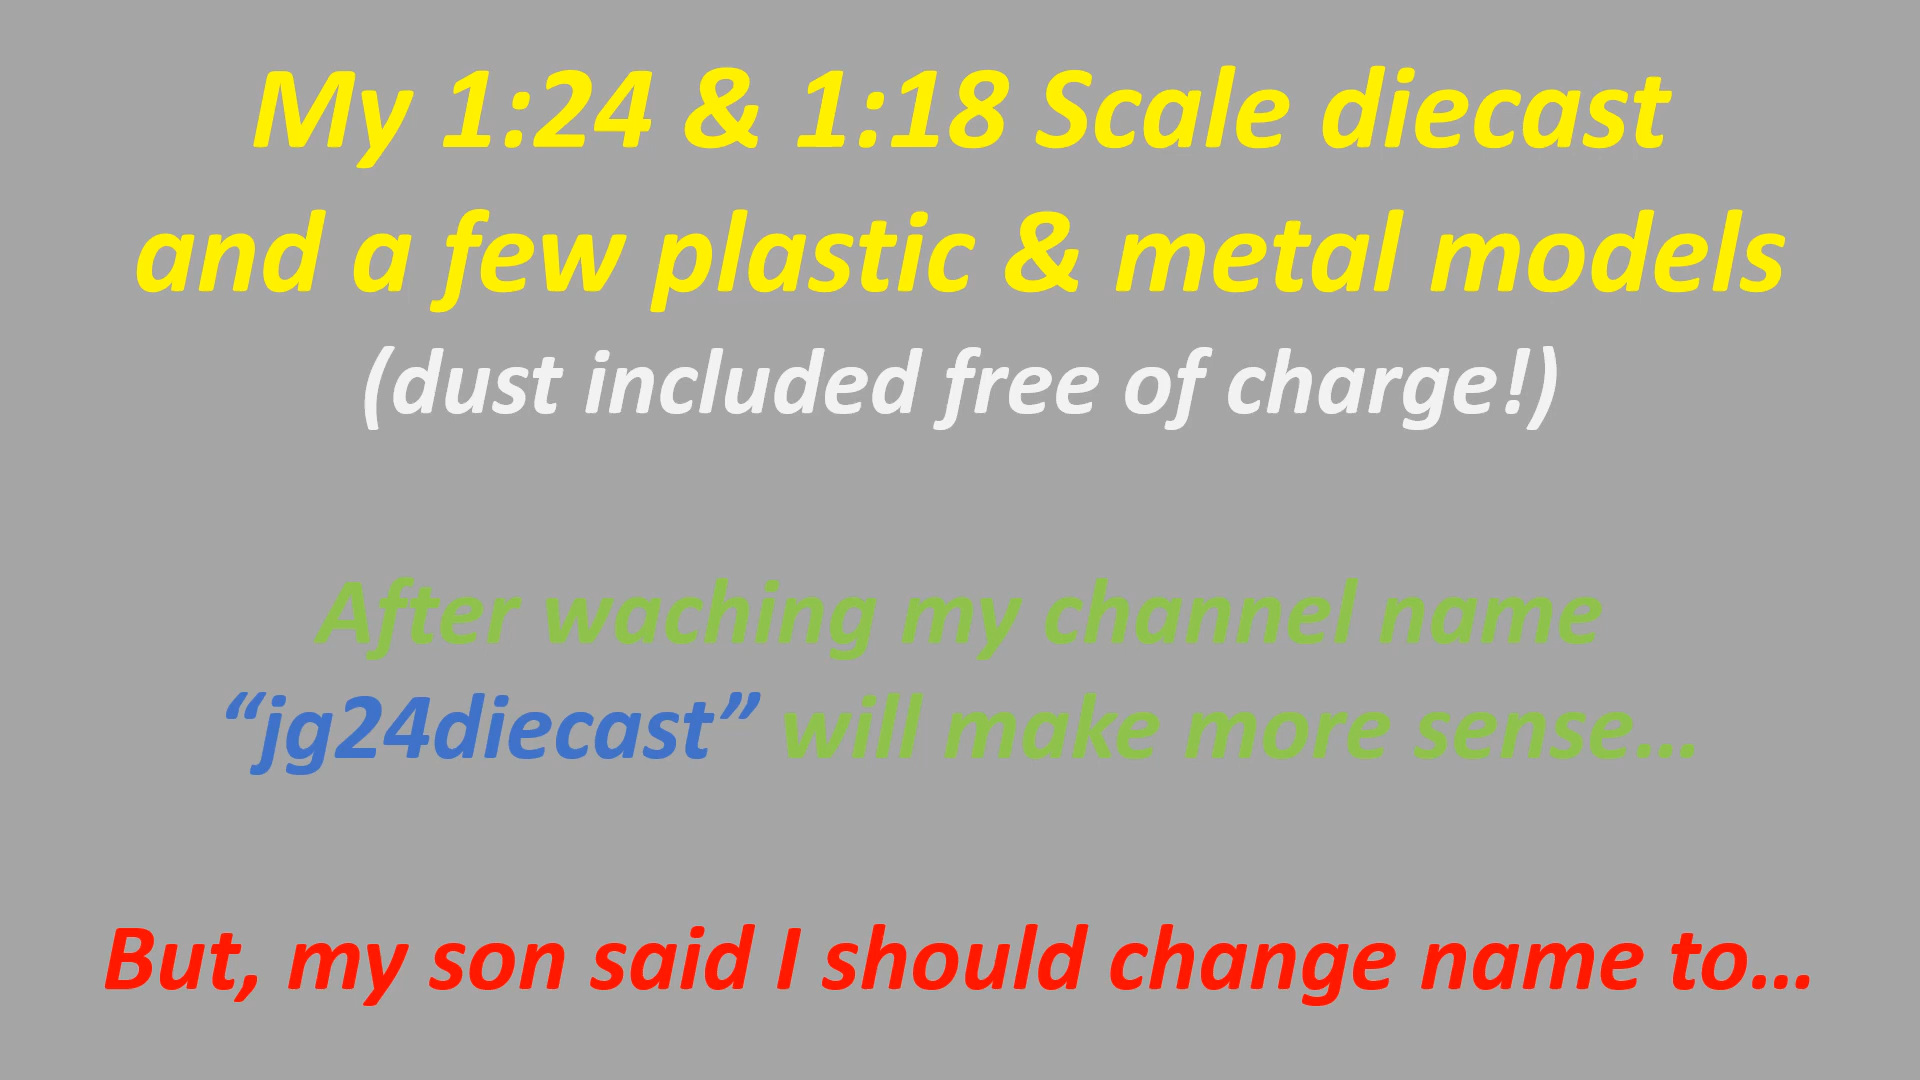 My 1:24 & 1:18 Scale diecast
and a few plastic & metal models
(dust included free of charge!)
After waching my channel name
“jg24diecast” will make more sense...
But, my son said I should change name to...